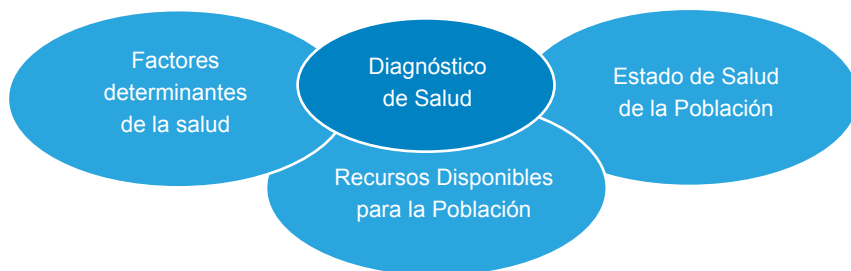 Factores
determinantes
de la salud
Diagnóstico
de Salud
Estado de Salud
de la Población
Recursos Disponibles
para la Población